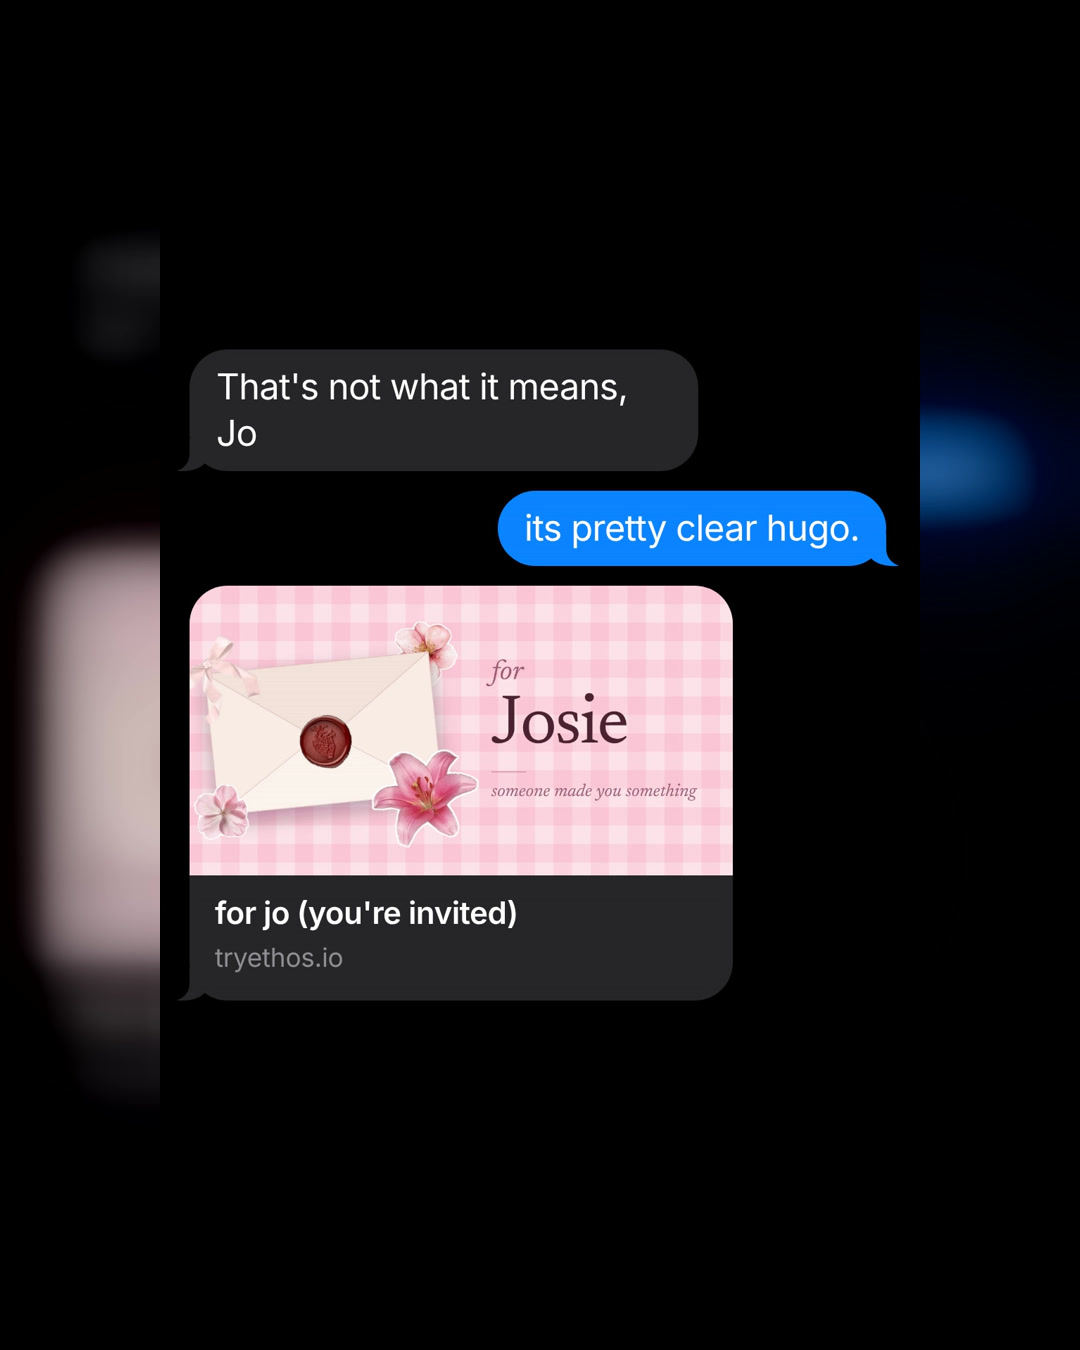 That's not what it means,
Jo
its pretty clear hugo.
for
Josie
someone made you something
for jo (you're invited)
tryethos.io